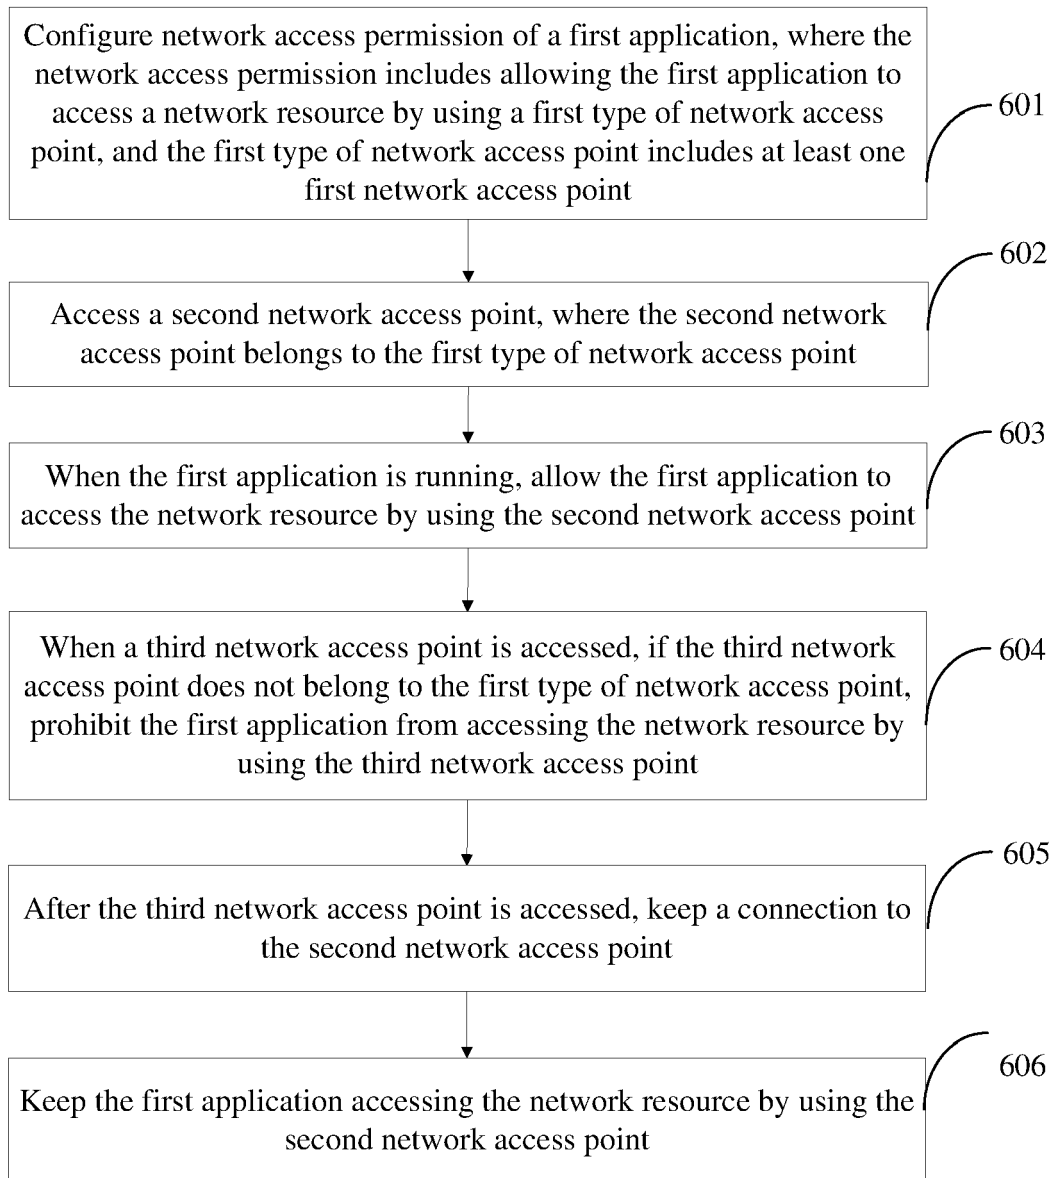 Configure network access permission of a first application, where the
network access permission includes allowing the first application to
access a network resource by using a first type of network access
point, and the first type of network access point includes at least one
first network access point
601
Access a second network access point, where the second network
access point belongs to the first type of network access point
602
When the first application is running, allow the first application to
access the network resource by using the second network access point
603
When a third network access point is accessed, if the third network
access point does not belong to the first type of network access point,
prohibit the first application from accessing the network resource by
using the third network access point
604
After the third network access point is accessed, keep a connection to
the second network access point
605
Keep the first application accessing the network resource by using the
second network access point
606